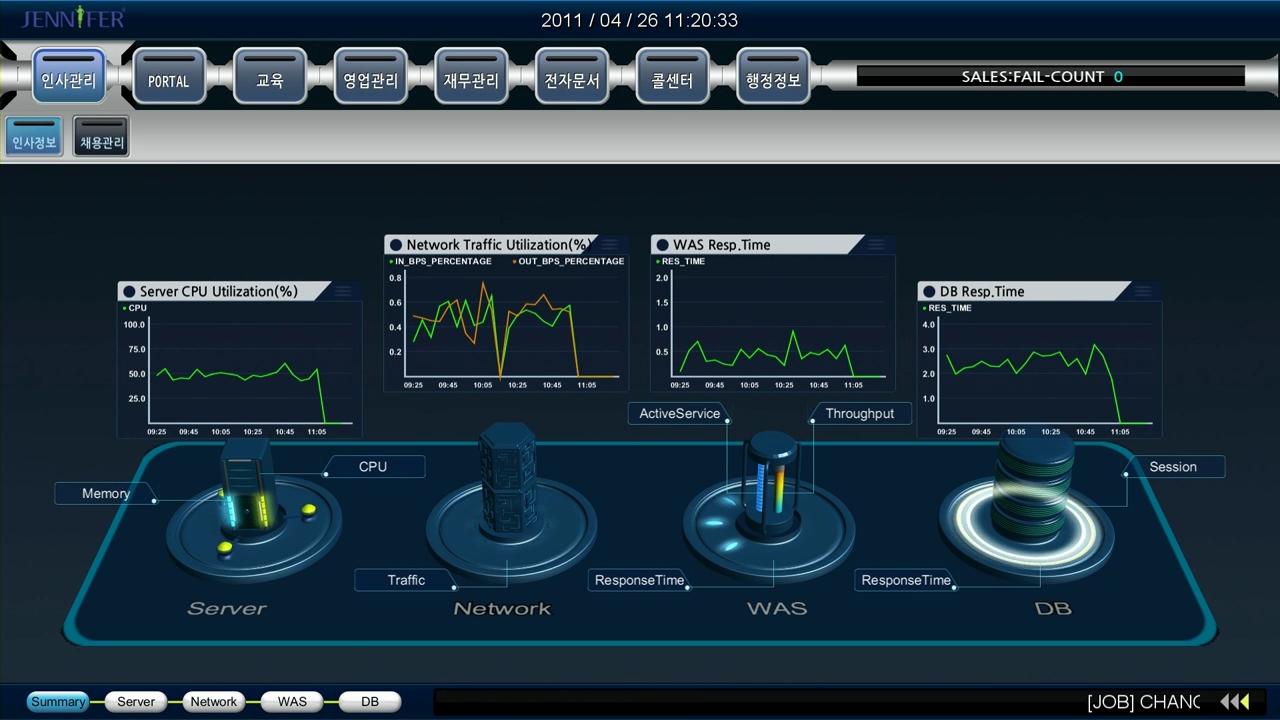 JENNIFER
2011 / 04 / 26 11:20:33
인사관리
PORTAL
교육
영업관리
재무관리
전자문서
콜센터
행정정보
SALES:FAIL-COUNT 0
인사정보
채용관리
Server CPU Utilization(%)
CPU
100.0
75.0
50.0
25.0
09:25 09:45 10:05 10:25 10:45 11:05
Network Traffic Utilization(%)
IN_BPS_PERCENTAGE OUT_BPS_PERCENTAGE
0.8
0.6
0.4
0.2
09:25 09:45 10:05 10:25 10:45 11:05
WAS Resp.Time
RES_TIME
2.0
1.5
1.0
0.5
09:25 09:45 10:05 10:25 10:45 11:05
DB Resp.Time
RES_TIME
4.0
3.0
2.0
1.0
09:25 09:45 10:05 10:25 10:45 11:05
ActiveService
Throughput
CPU
Session
Memory
Traffic
ResponseTime
ResponseTime
Server
Network
WAS
DB
Summary
Server
Network
WAS
DB
[JOB] CHANC